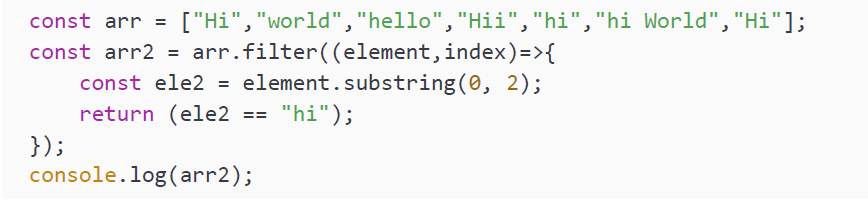 const arr = ["Hi","world","hello","Hii","hi","hi World","Hi"];
const arr2 = arr.filter((element,index)=>{
    const ele2 = element.substring(0, 2);
    return (ele2 == "hi");
});
console.log(arr2);